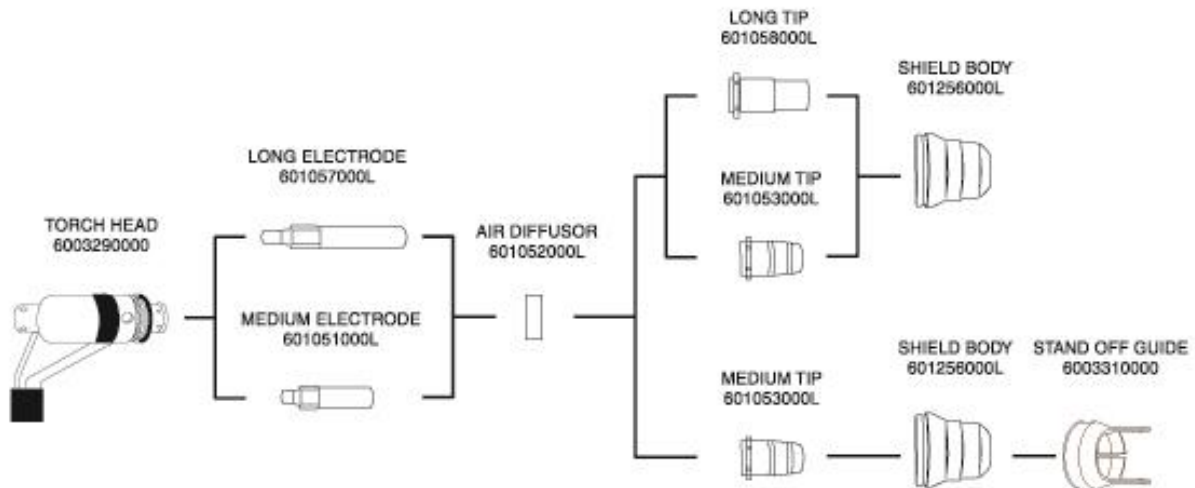 LONG TIP
601058000L
SHIELD BODY
601256000L
LONG ELECTRODE
601057000L
MEDIUM TIP
601053000L
TORCH HEAD
6003290000
AIR DIFFUSOR
601052000L
MEDIUM ELECTRODE
601051000L
SHIELD BODY
601256000L
STAND OFF GUIDE
6003310000
MEDIUM TIP
601053000L